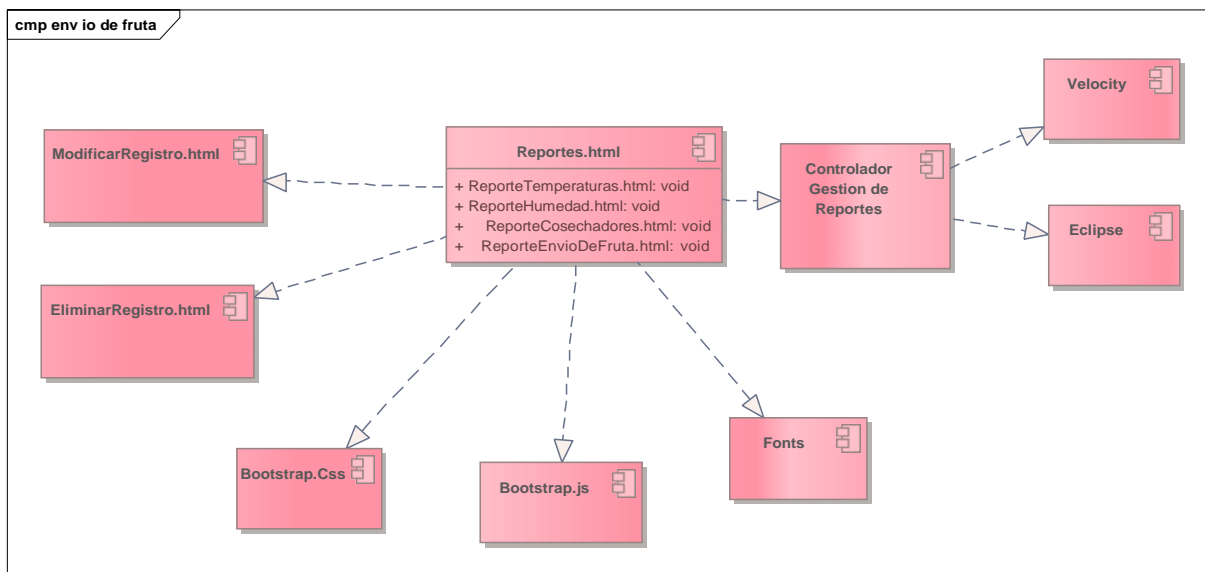 cmp env io de fruta
Velocity
ModificarRegistro.html
Reportes.html
+ ReporteTemperaturas.html: void
+ ReporteHumedad.html: void
+ ReporteCosechadores.html: void
+ ReporteEnvioDeFruta.html: void
Controlador
Gestion de
Reportes
Eclipse
EliminarRegistro.html
Bootstrap.Css
Bootstrap.js
Fonts